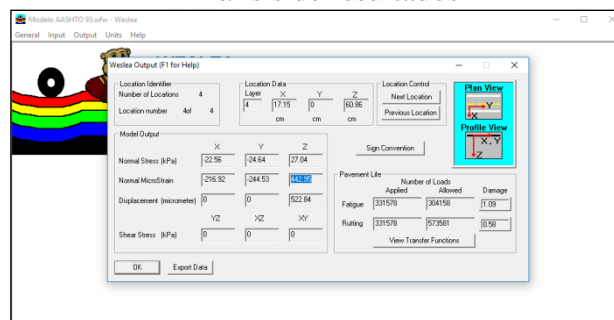 Modelo AASHTO 93.wfw - Weslea
General Input Output Units Help
Weslea Output (F1 for Help)
Location Identifier
Number of Locations 4
Location number 4of 4
Location Data
Layer X Y Z
4 17.15 0 60.86
cm cm cm
Location Control
Next Location
Previous Location
Plan View
Y
X
Profile View
X,Y
Z
Model Output
X Y Z
Normal Stress (kPa) -22.56 -24.64 27.04
Normal MicroStrain -216.92 -244.53 442.95
Displacement (micrometer) 0 0 522.84
YZ XZ XY
Shear Stress (kPa) 0 0 0
Sign Convention
Pavement Life
Number of Loads
Applied Allowed Damage
Fatigue 331578 304158 1.09
Rutting 331578 573581 0.58
View Transfer Functions
OK Export Data